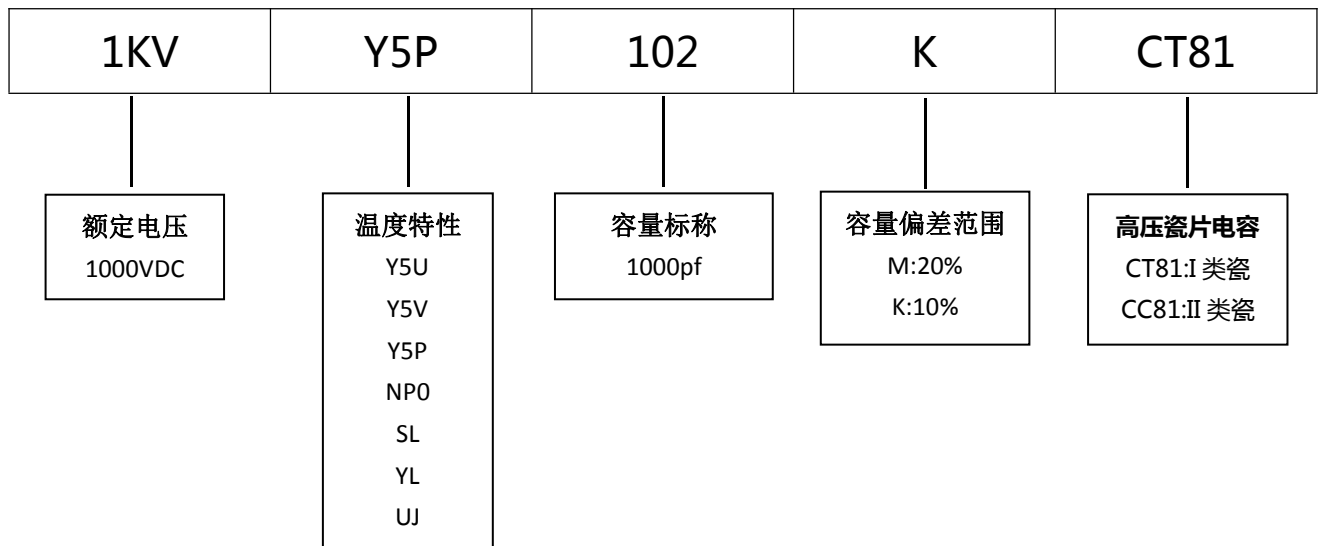 1KV Y5P 102 K CT81
额定电压
1000VDC
温度特性
Y5U
Y5V
Y5P
NP0
SL
YL
UJ
容量标称
1000pf
容量偏差范围
M:20%
K:10%
高压瓷片电容
CT81:I 类瓷
CC81:II 类瓷